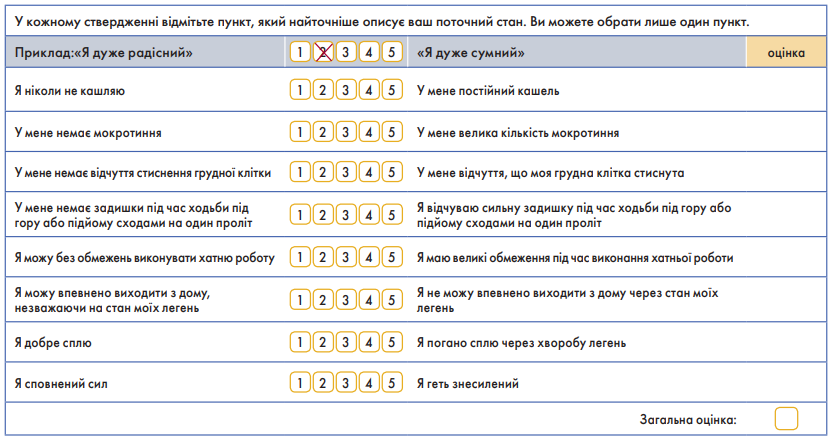 У кожному ствердженні відмітьте пункт, який найточніше описує ваш поточний стан. Ви можете обрати лише один пункт.
Приклад:«Я дуже радісний» 1 2 3 4 5 «Я дуже сумний» оцінка
Я ніколи не кашляю 1 2 3 4 5 У мене постійний кашель
У мене немає мокротиння 1 2 3 4 5 У мене велика кількість мокротиння
У мене немає відчуття стиснення грудної клітки 1 2 3 4 5 У мене відчуття, що моя грудна клітка стиснута
У мене немає задишки під час ходьби під
гору або підйому сходами на один проліт
1 2 3 4 5
Я відчуваю сильну задишку під час ходьби під гору або
підйому сходами на один проліт
Я можу без обмежень виконувати хатню роботу 1 2 3 4 5 Я маю великі обмеження під час виконання хатньої роботи
Я можу впевнено виходити з дому,
незважаючи на стан моїх легень
1 2 3 4 5
Я не можу впевнено виходити з дому через стан моїх
легень
Я добре сплю 1 2 3 4 5 Я погано сплю через хворобу легень
Я сповнений сил 1 2 3 4 5 Я геть знесилений
Загальна оцінка: